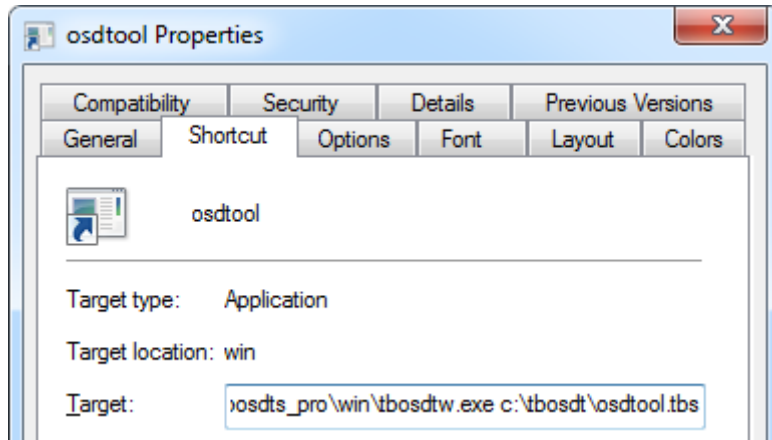 osdtool Properties
Compatibility Security Details Previous Versions
General Shortcut Options Font Layout Colors
osdtool
Target type: Application
Target location: win
Target: osdts_pro\win\tbosdtw.exe c:\tbosdt\osdtool.tbs